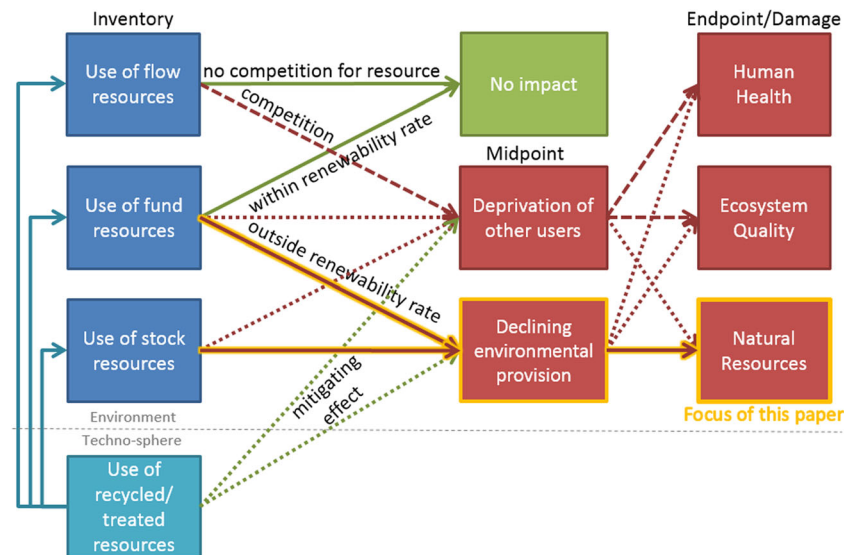 Inventory
Endpoint/Damage
Use of flow
resources
no competition for resource
No impact
Human
Health
competition
within renewability rate
Midpoint
Use of fund
resources
Deprivation of
other users
Ecosystem
Quality
outside renewability rate
Use of stock
resources
Declining
environmental
provision
Natural
Resources
mitigating
effect
Focus of this paper
Environment
Techno-sphere
Use of
recycled/
treated
resources